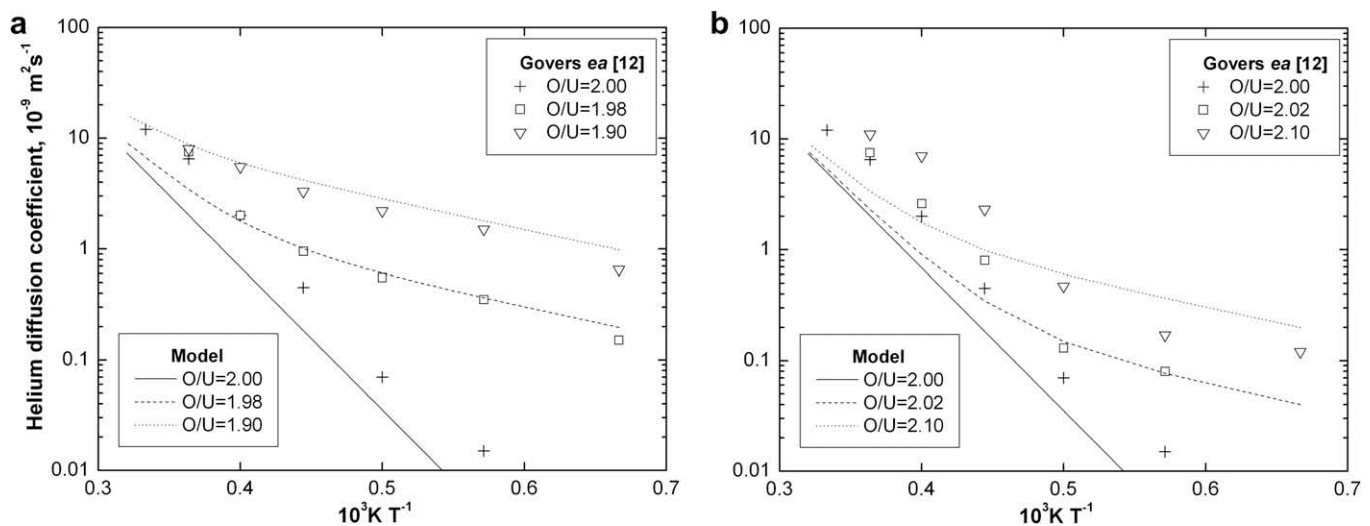 a
100
10
1
0.1
0.01
Helium diffusion coefficient, 10⁻⁹ m²s⁻¹
Govers ea [12]
O/U=2.00
O/U=1.98
O/U=1.90
Model
O/U=2.00
O/U=1.98
O/U=1.90
0.3 0.4 0.5 0.6 0.7
10³K T⁻¹
b
100
10
1
0.1
0.01
Govers ea [12]
O/U=2.00
O/U=2.02
O/U=2.10
Model
O/U=2.00
O/U=2.02
O/U=2.10
0.3 0.4 0.5 0.6 0.7
10³K T⁻¹